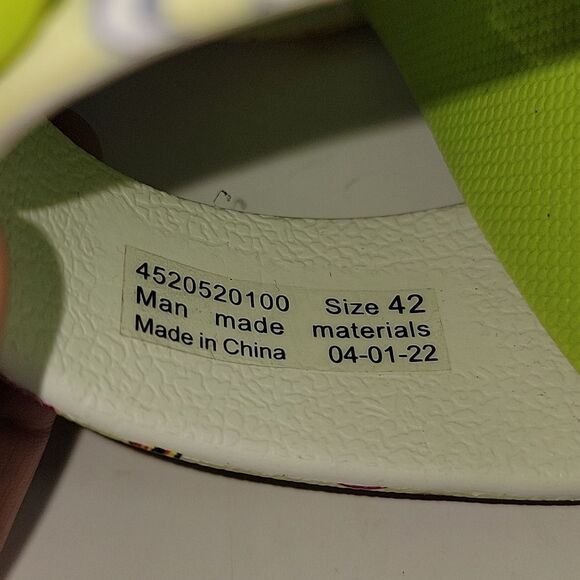 4520520100 Size 42
Man made materials
Made in China 04-01-22